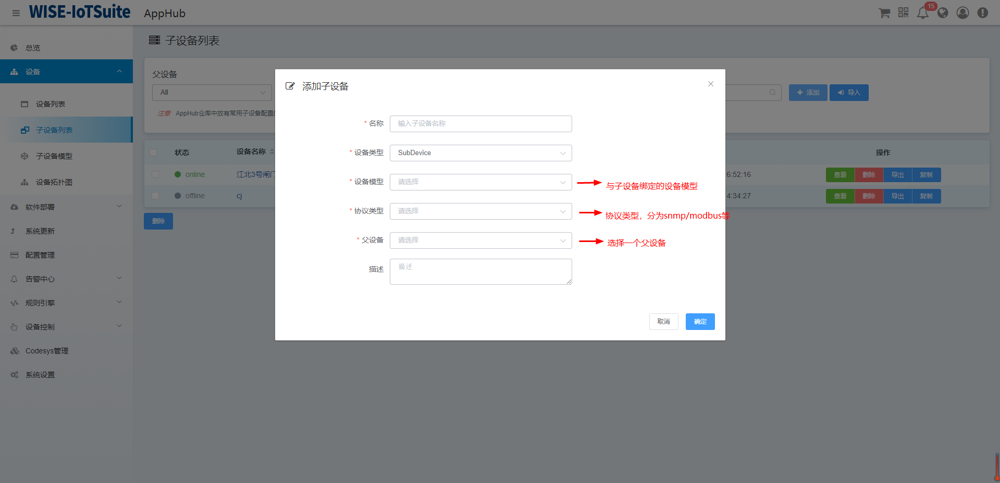 WISE-IoTSuite AppHub
15
总览
设备
设备列表
子设备列表
子设备模型
设备拓扑图
软件部署
系统更新
配置管理
告警中心
规则引擎
设备控制
Codesys管理
系统设置
子设备列表
父设备
All
添加 导入
注意 AppHub仓库中放有常用子设备配置
状态 设备名称 操作
online 江北3号闸门 6:52:16 查看 删除 导出 复制
offline cj 4:34:27 查看 删除 导出 复制
删除
添加子设备
* 名称 输入子设备名称
* 设备类型 SubDevice
* 设备模型 请选择 与子设备绑定的设备模型
* 协议类型 请选择 协议类型，分为snmp/modbus等
* 父设备 请选择 选择一个父设备
描述 描述
取消 确定